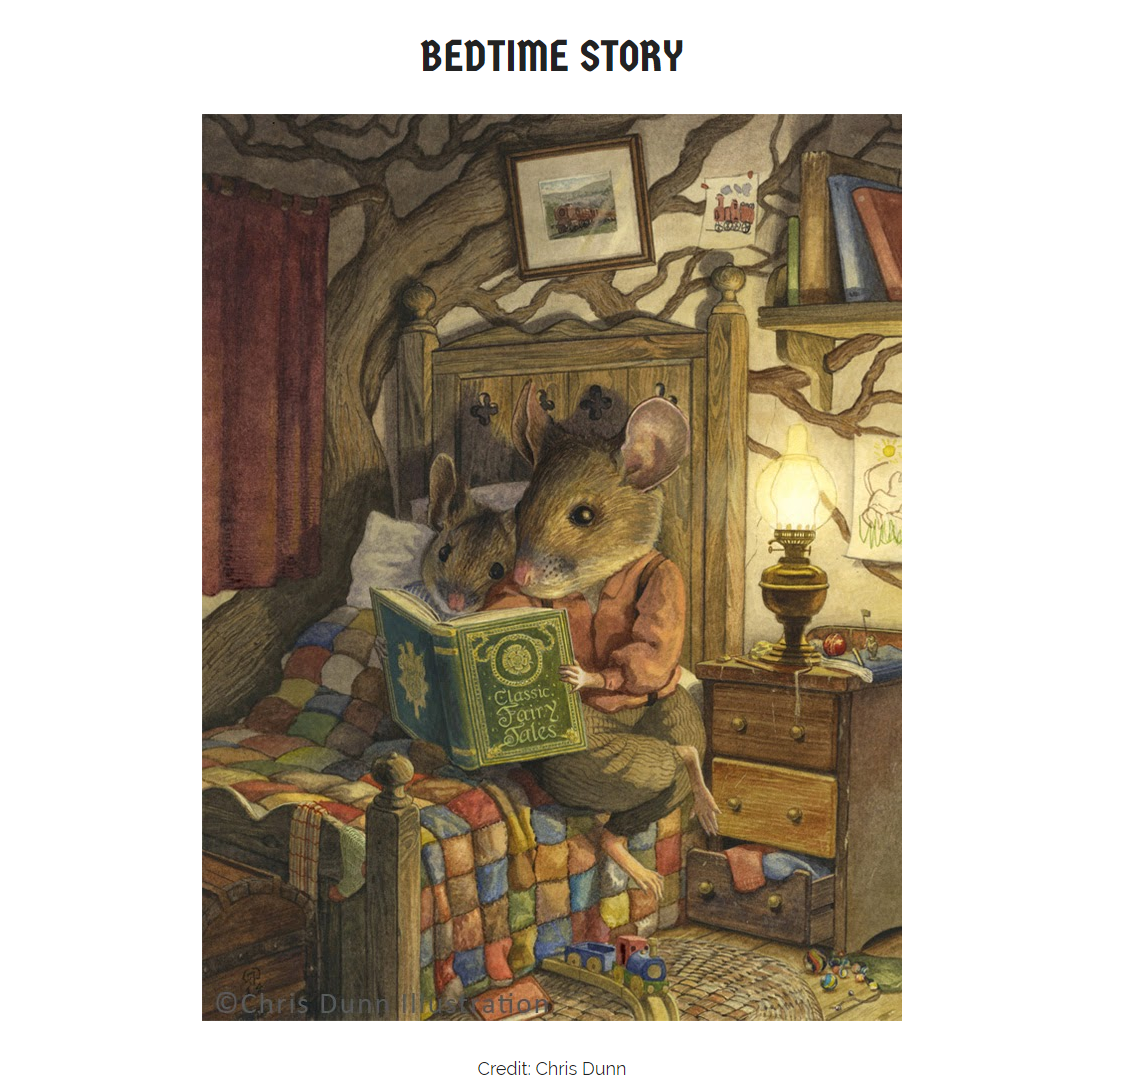 BEDTIME STORY
Classic
Fairy
Tales
©Chris Dunn Illustration
Credit: Chris Dunn